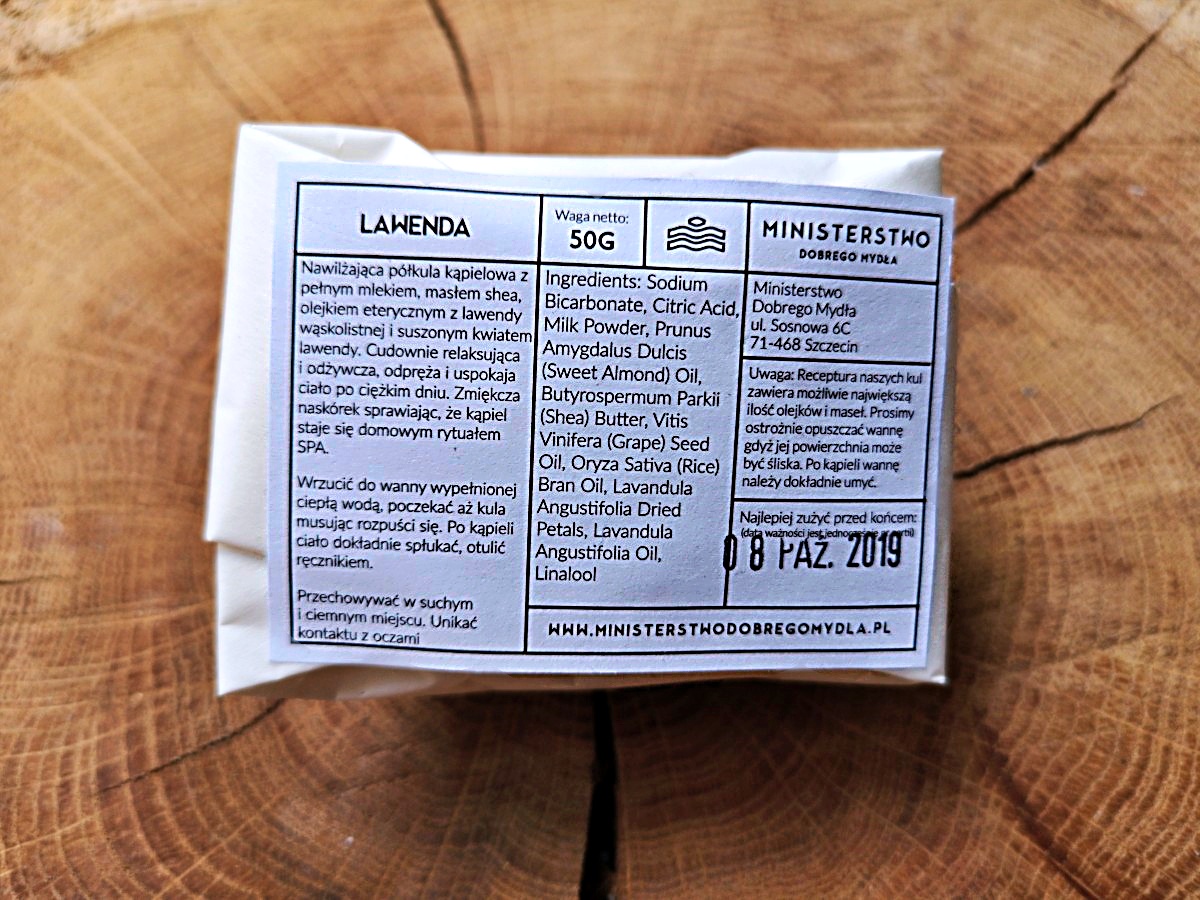 LAWENDA
Nawilżająca półkula kąpielowa z
pełnym mlekiem, masłem shea,
olejkiem eterycznym z lawendy
wąskolistnej i suszonym kwiatem
lawendy. Cudownie relaksująca
i odżywcza, odpręża i uspokaja
ciało po ciężkim dniu. Zmiękcza
naskórek sprawiając, że kąpiel
staje się domowym rytuałem
SPA.
Wrzucić do wanny wypełnionej
ciepłą wodą, poczekać aż kula
musując rozpuści się. Po kąpieli
ciało dokładnie spłukać, otulić
ręcznikiem.
Przechowywać w suchym
i ciemnym miejscu. Unikać
kontaktu z oczami
Waga netto:
50G
Ingredients: Sodium
Bicarbonate, Citric Acid,
Milk Powder, Prunus
Amygdalus Dulcis
(Sweet Almond) Oil,
Butyrospermum Parkii
(Shea) Butter, Vitis
Vinifera (Grape) Seed
Oil, Oryza Sativa (Rice)
Bran Oil, Lavandula
Angustifolia Dried
Petals, Lavandula
Angustifolia Oil,
Linalool
MINISTERSTWO
DOBREGO MYDŁA
Ministerstwo
Dobrego Mydła
ul. Sosnowa 6C
71-468 Szczecin
Uwaga: Receptura naszych kul
zawiera możliwie największą
ilość olejków i maseł. Prosimy
ostrożnie opuszczać wannę
gdyż jej powierzchnia może
być śliska. Po kąpieli wannę
należy dokładnie umyć.
Najlepiej zużyć przed końcem:
(data ważności jest jednocześnie nr partii)
08 PAŹ. 2019
WWW.MINISTERSTWODOBREGOMYDLA.PL